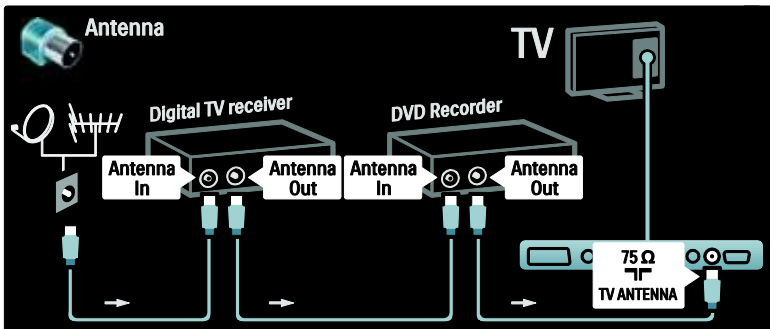 Antenna
TV
Digital TV receiver
DVD Recorder
Antenna
In
Antenna
Out
Antenna
In
Antenna
Out
75 Ω
TV ANTENNA